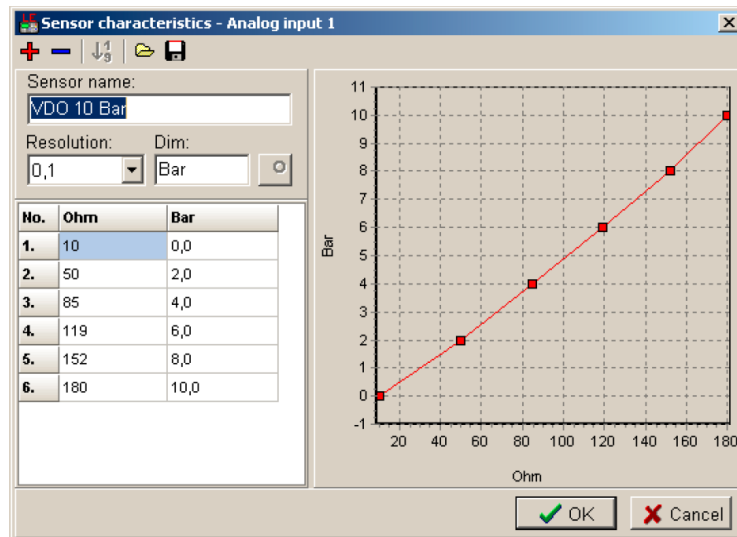 Sensor characteristics - Analog input 1
Sensor name:
VDO 10 Bar
Resolution: Dim:
0,1 Bar
No. Ohm Bar
1. 10 0,0
2. 50 2,0
3. 85 4,0
4. 119 6,0
5. 152 8,0
6. 180 10,0
Bar
11
10
9
8
7
6
5
4
3
2
1
0
-1
20 40 60 80 100 120 140 160 180
Ohm
OK Cancel